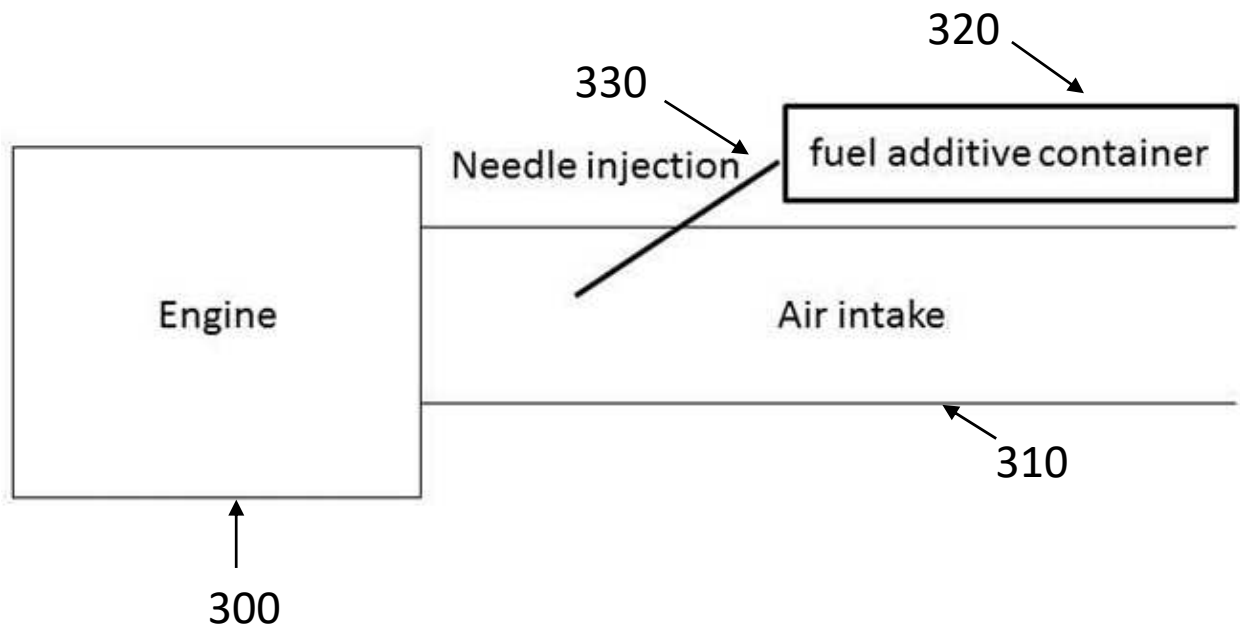 320
330
fuel additive container
Needle injection
Engine
Air intake
310
300